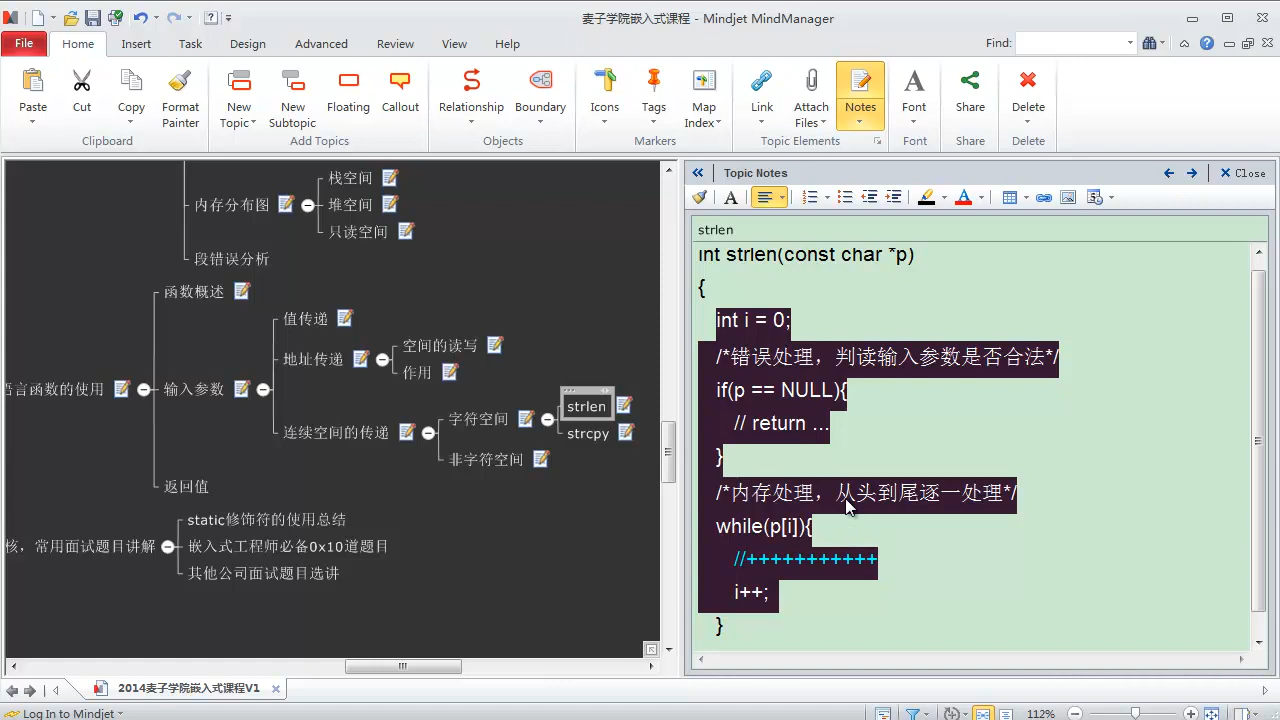 麦子学院嵌入式课程 - Mindjet MindManager
File Home Insert Task Design Advanced Review View Help Find:
Paste Cut Copy Format Painter New Topic New Subtopic Floating Callout Relationship Boundary Icons Tags Map Index Link Attach Files Notes Font Share Delete
Clipboard Add Topics Objects Markers Topic Elements Font Share Delete
栈空间
内存分布图
堆空间
只读空间
段错误分析
函数概述
值传递
空间的读写
地址传递
作用
语言函数的使用
输入参数
strlen
字符空间
连续空间的传递
strcpy
非字符空间
返回值
static修饰符的使用总结
核，常用面试题目讲解
嵌入式工程师必备0x10道题目
其他公司面试题目选讲
Topic Notes Close
strlen
int strlen(const char *p)
{
int i = 0;
/*错误处理，判读输入参数是否合法*/
if(p == NULL){
// return ...
}
/*内存处理，从头到尾逐一处理*/
while(p[i]){
//+++++++++++
i++;
}
2014麦子学院嵌入式课程V1
Log In to Mindjet 112%